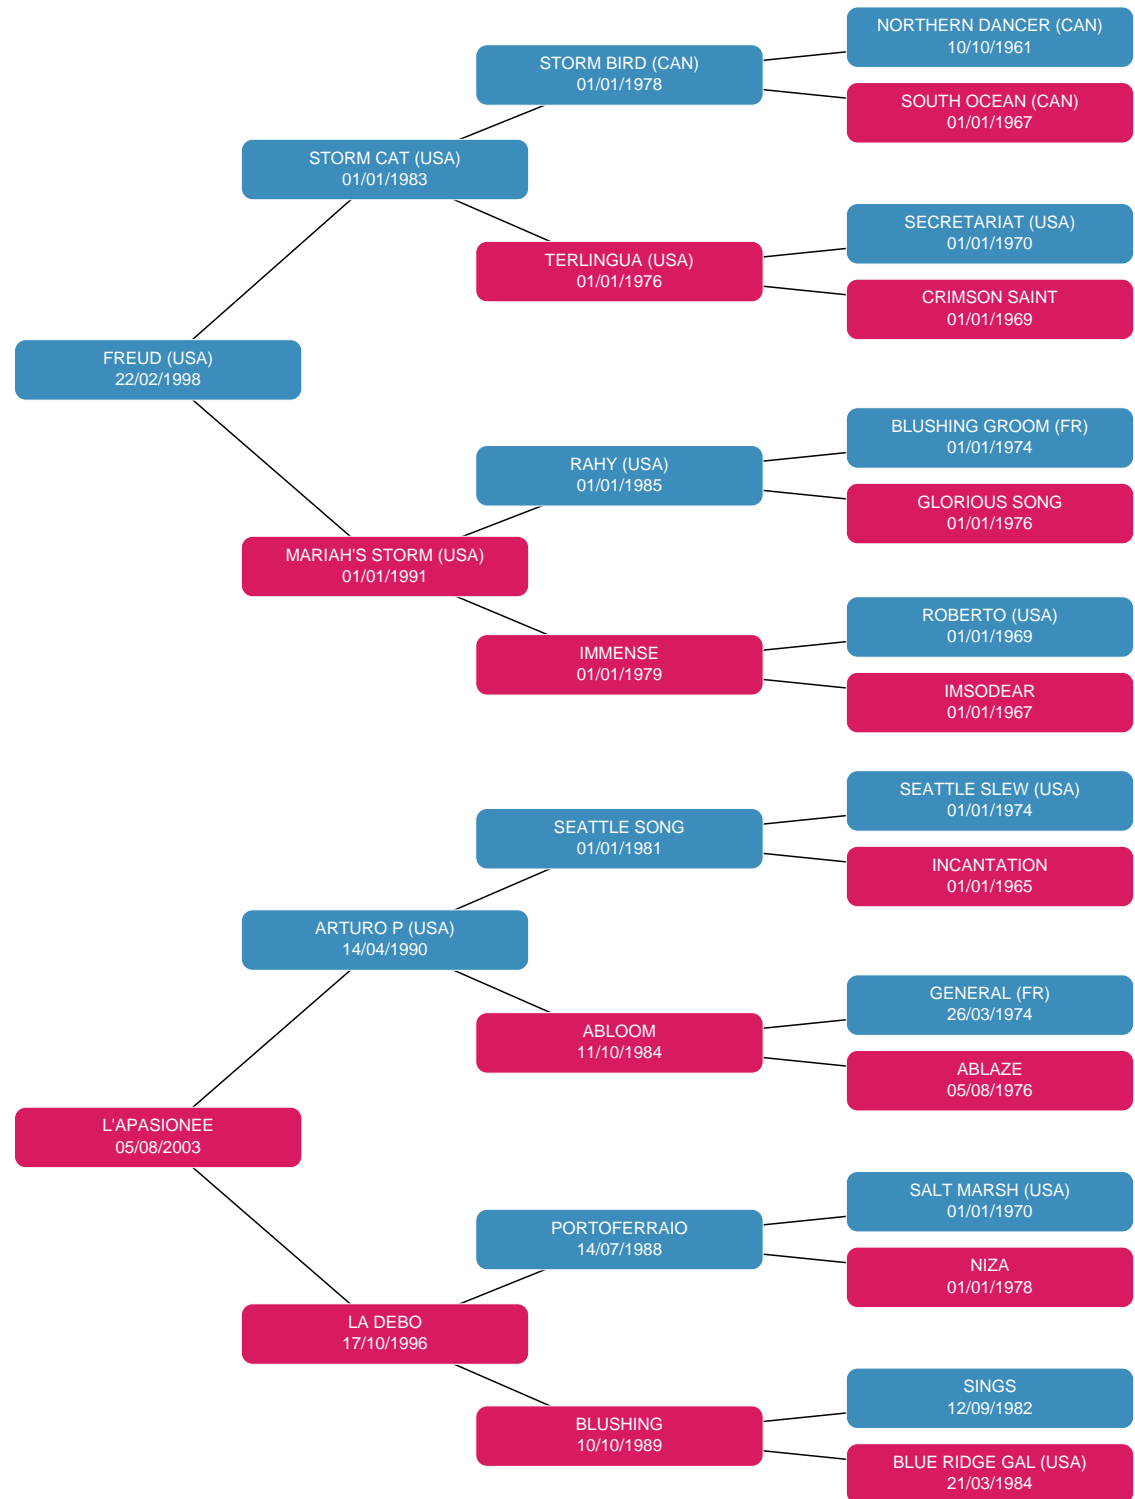 NORTHERN DANCER (CAN)
10/10/1961
STORM BIRD (CAN)
01/01/1978
SOUTH OCEAN (CAN)
01/01/1967
STORM CAT (USA)
01/01/1983
SECRETARIAT (USA)
01/01/1970
TERLINGUA (USA)
01/01/1976
CRIMSON SAINT
01/01/1969
FREUD (USA)
22/02/1998
BLUSHING GROOM (FR)
01/01/1974
RAHY (USA)
01/01/1985
GLORIOUS SONG
01/01/1976
MARIAH'S STORM (USA)
01/01/1991
ROBERTO (USA)
01/01/1969
IMMENSE
01/01/1979
IMSODEAR
01/01/1967
SEATTLE SLEW (USA)
01/01/1974
SEATTLE SONG
01/01/1981
INCANTATION
01/01/1965
ARTURO P (USA)
14/04/1990
GENERAL (FR)
26/03/1974
ABLOOM
11/10/1984
ABLAZE
05/08/1976
L'APASIONEE
05/08/2003
SALT MARSH (USA)
01/01/1970
PORTOFERRAIO
14/07/1988
NIZA
01/01/1978
LA DEBO
17/10/1996
SINGS
12/09/1982
BLUSHING
10/10/1989
BLUE RIDGE GAL (USA)
21/03/1984